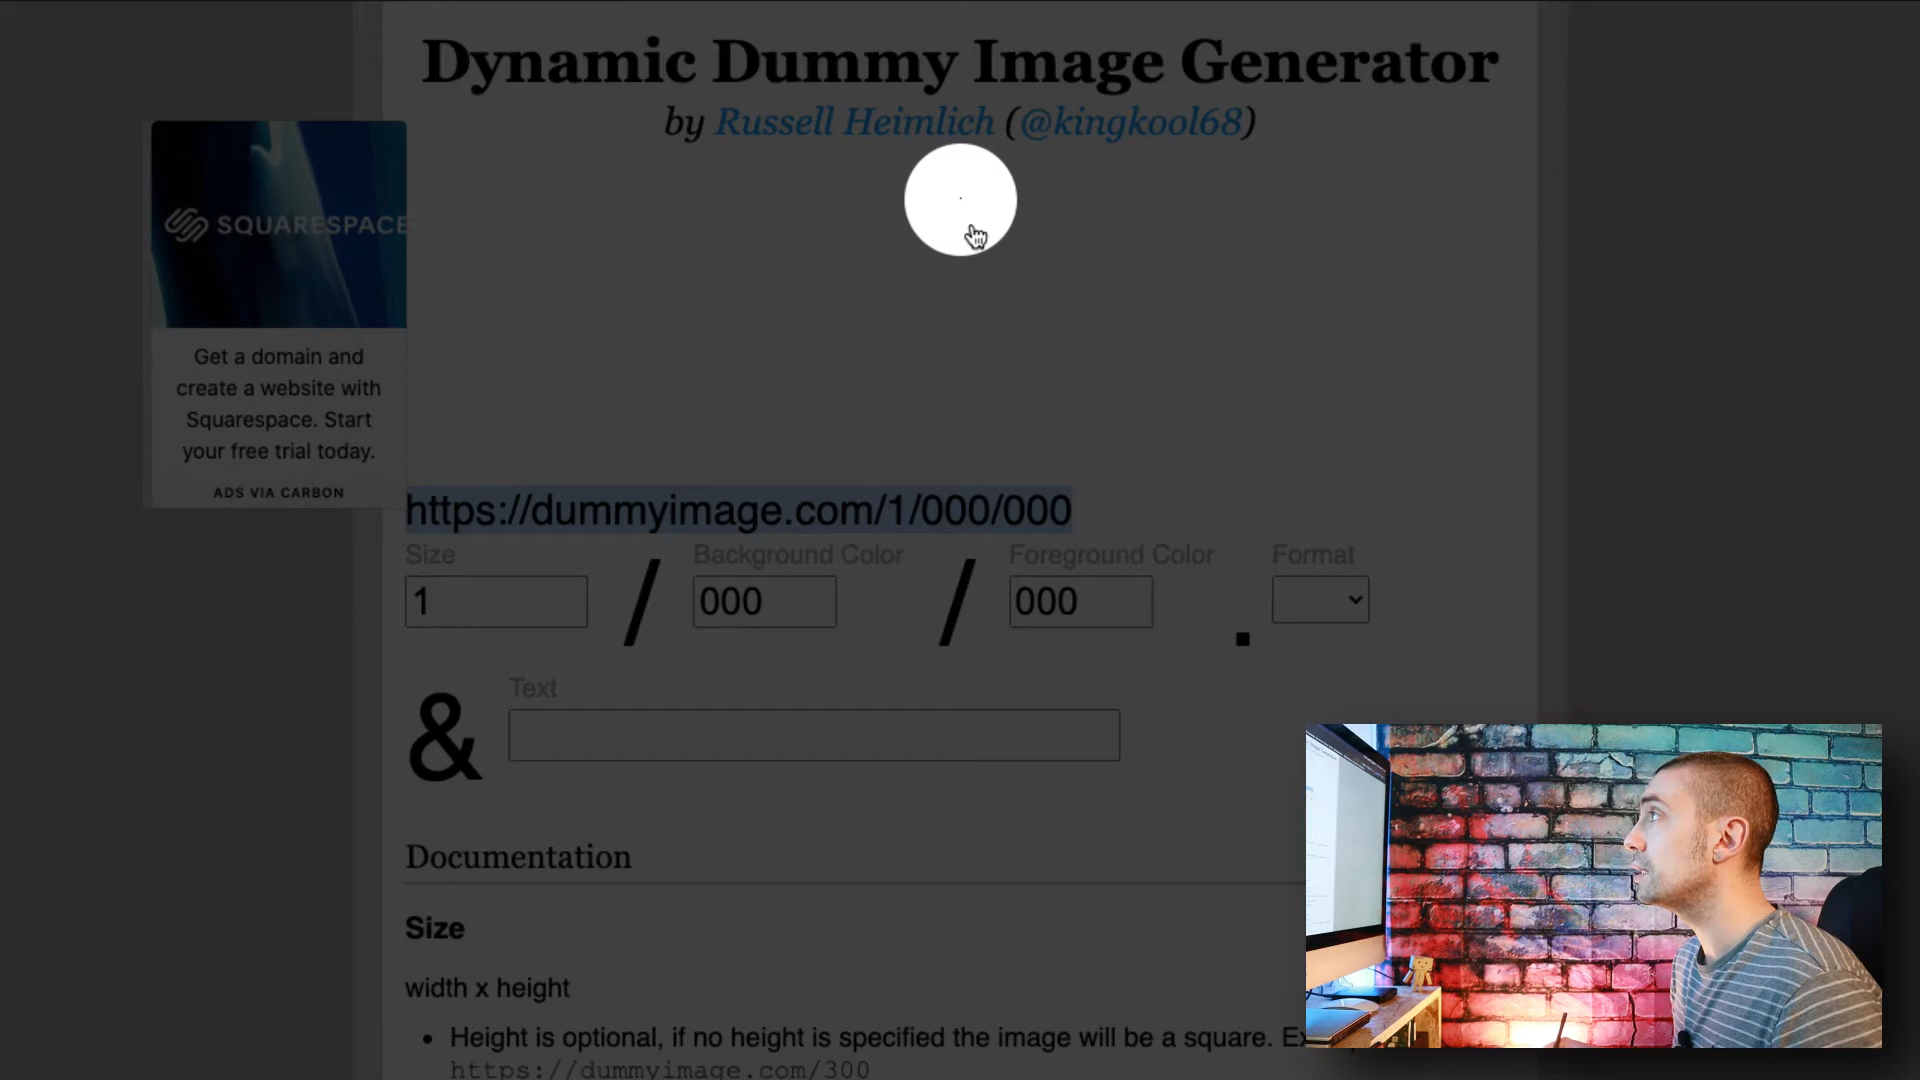 Dynamic Dummy Image Generator
by Russell Heimlich (@kingkool68)
SQUARESPACE
Get a domain and
create a website with
Squarespace. Start
your free trial today.
ADS VIA CARBON
https://dummyimage.com/1/000/000
Size
Background Color
Foreground Color
Format
1 / 000 / 000 .
Text
&
Documentation
Size
width x height
• Height is optional, if no height is specified the image will be a square.
https://dummyimage.com/300